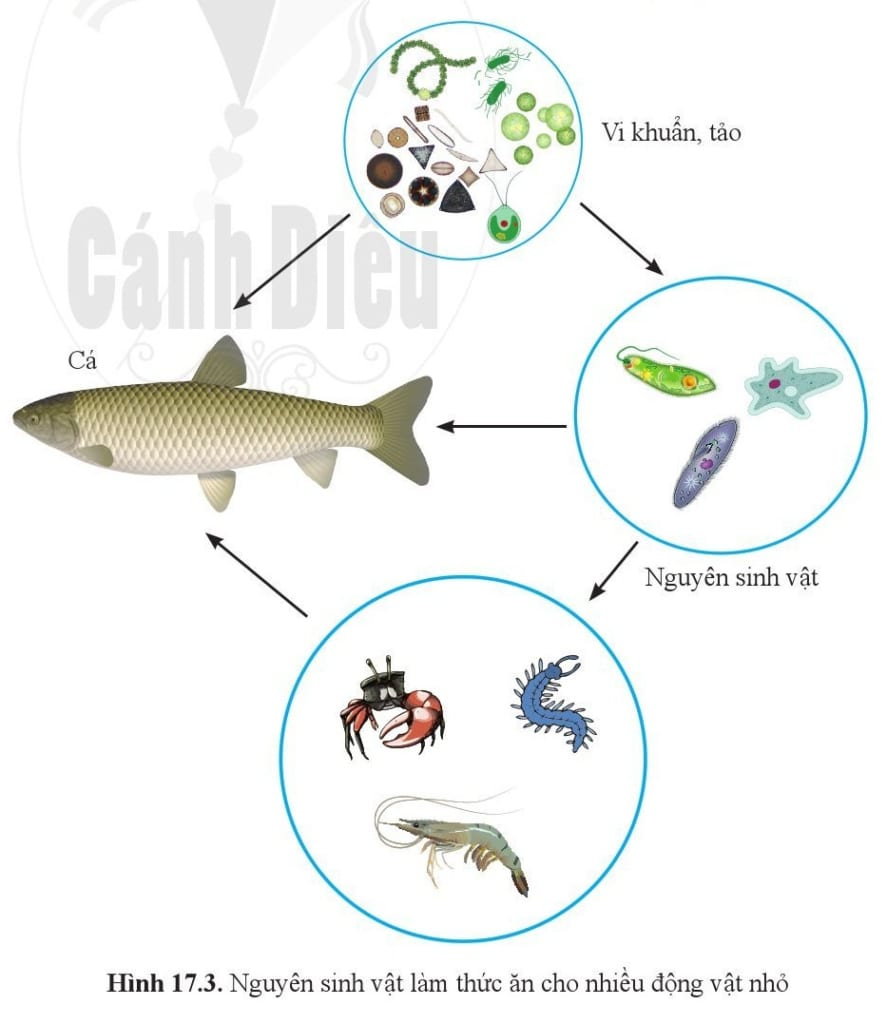 Vi khuẩn, tảo
Cánh Diều
Cá
Nguyên sinh vật
Hình 17.3. Nguyên sinh vật làm thức ăn cho nhiều động vật nhỏ